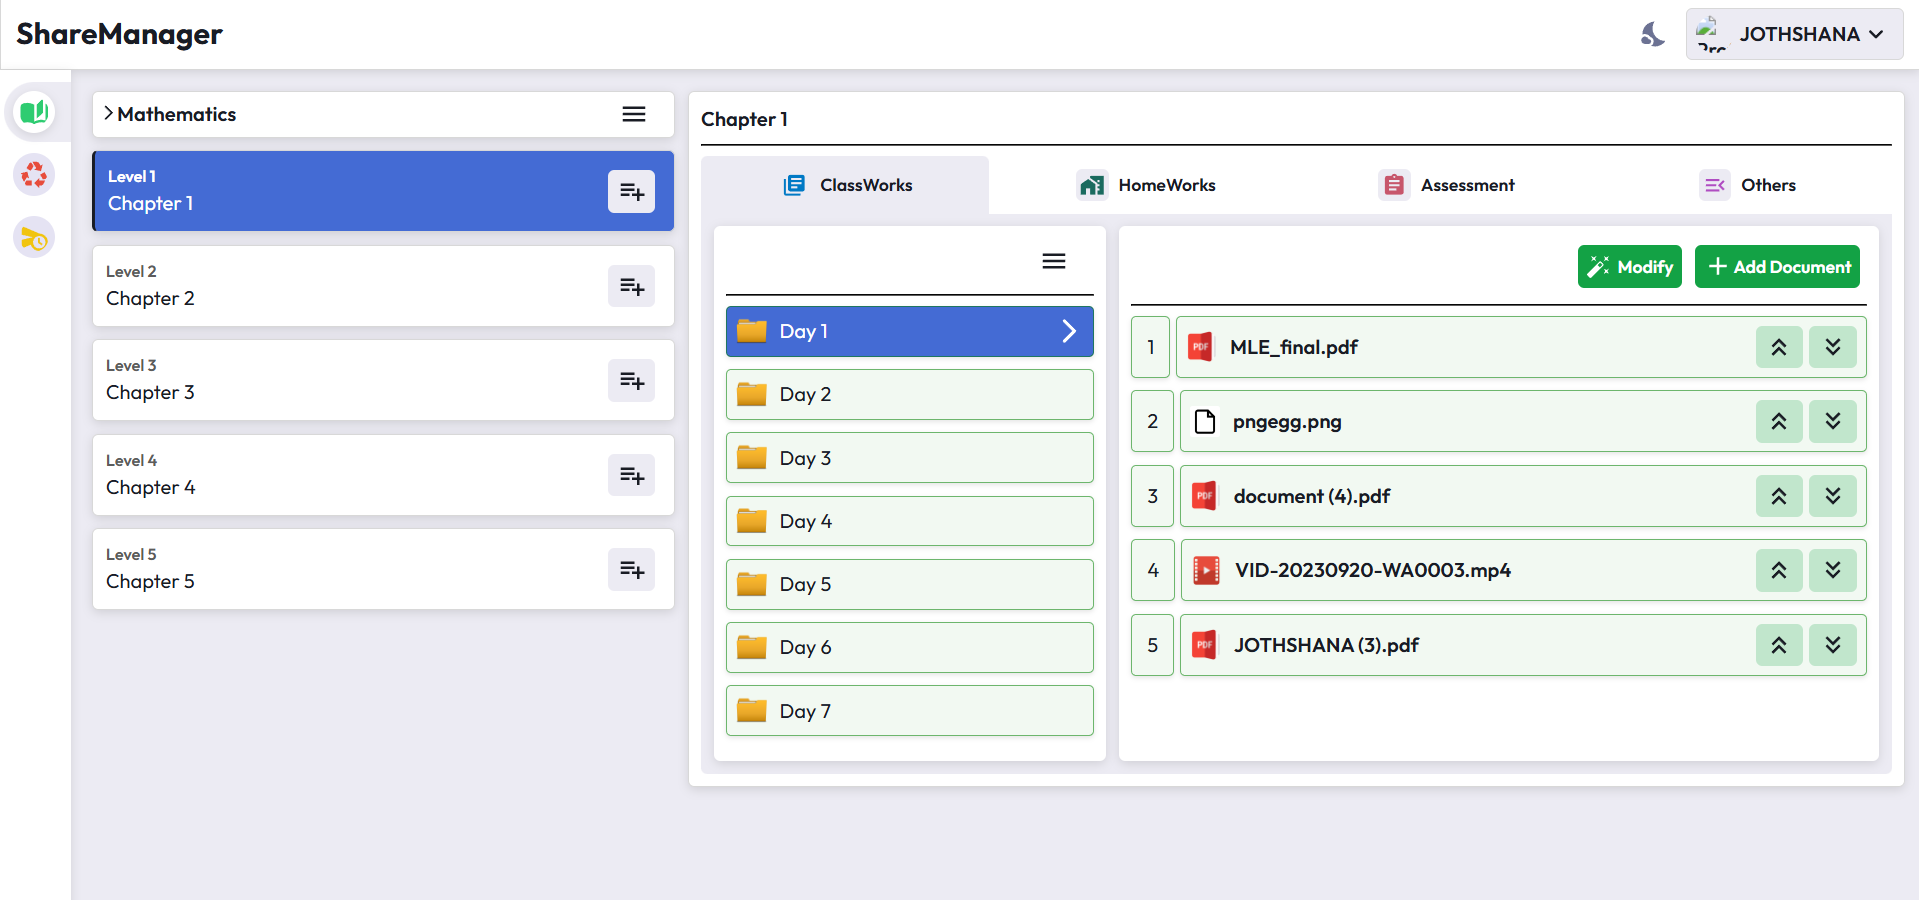 ShareManager
JOTHSHANA
Mathematics
Level 1
Chapter 1
Level 2
Chapter 2
Level 3
Chapter 3
Level 4
Chapter 4
Level 5
Chapter 5
Chapter 1
ClassWorks
HomeWorks
Assessment
Others
Day 1
Day 2
Day 3
Day 4
Day 5
Day 6
Day 7
Modify
Add Document
1 PDF MLE_final.pdf
2 pngegg.png
3 PDF document (4).pdf
4 VID-20230920-WA0003.mp4
5 PDF JOTHSHANA (3).pdf